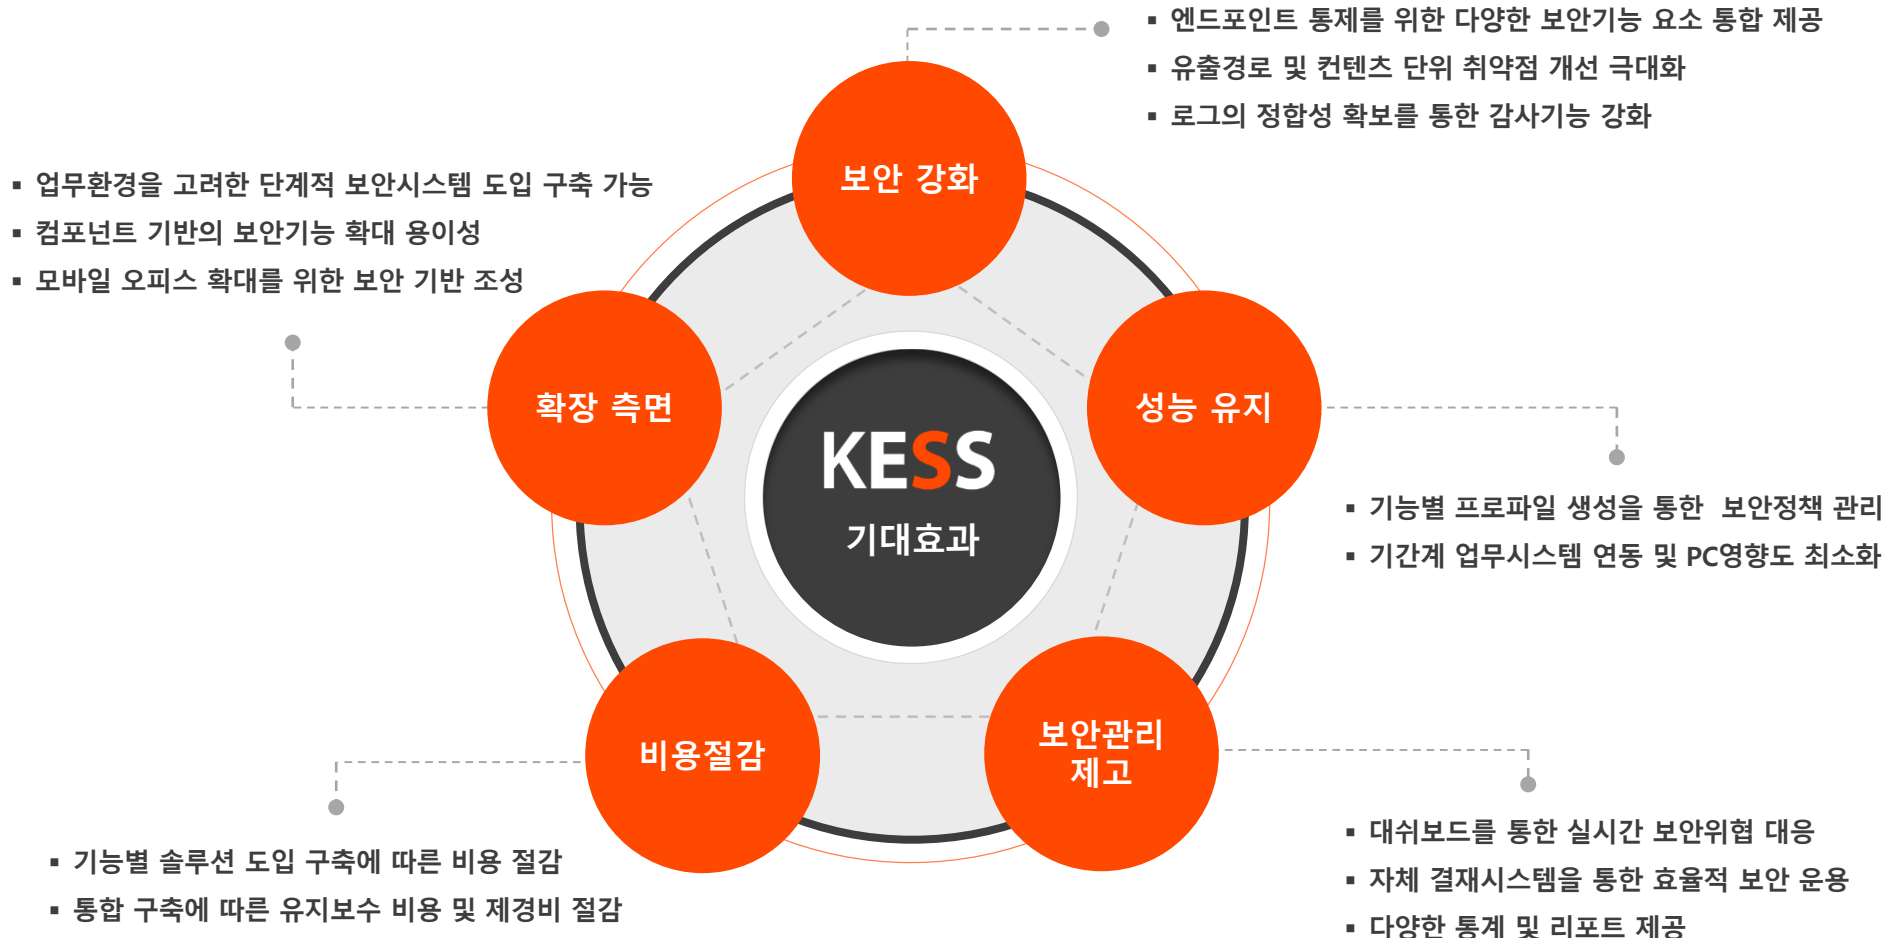 ▪ 엔드포인트 통제를 위한 다양한 보안기능 요소 통합 제공
▪ 유출경로 및 컨텐츠 단위 취약점 개선 극대화
▪ 로그의 정합성 확보를 통한 감사기능 강화
보안 강화
▪ 업무환경을 고려한 단계적 보안시스템 도입 구축 가능
▪ 컴포넌트 기반의 보안기능 확대 용이성
▪ 모바일 오피스 확대를 위한 보안 기반 조성
확장 측면
성능 유지
KESS
기대효과
▪ 기능별 프로파일 생성을 통한 보안정책 관리
▪ 기간계 업무시스템 연동 및 PC영향도 최소화
비용절감
보안관리
제고
▪ 기능별 솔루션 도입 구축에 따른 비용 절감
▪ 통합 구축에 따른 유지보수 비용 및 제경비 절감
▪ 대쉬보드를 통한 실시간 보안위협 대응
▪ 자체 결재시스템을 통한 효율적 보안 운용
▪ 다양한 통계 및 리포트 제공